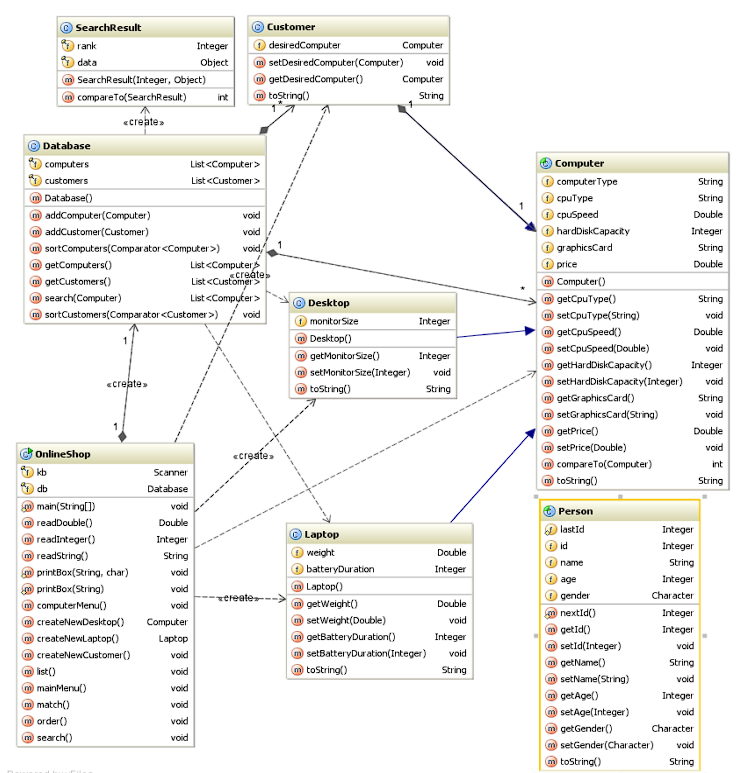 SearchResult
rank Integer
data Object
SearchResult(Integer, Object)
compareTo(SearchResult) int
Customer
desiredComputer Computer
setDesiredComputer(Computer) void
getDesiredComputer() Computer
toString() String
«create»
1
*
1
Database
computers List<Computer>
customers List<Customer>
Database()
addComputer(Computer) void
addCustomer(Customer) void
sortComputers(Comparator<Computer>) void
getComputers() List<Computer>
getCustomers() List<Customer>
search(Computer) List<Computer>
sortCustomers(Comparator<Customer>) void
1
1
*
«create»
Computer
computerType String
cpuType String
cpuSpeed Double
hardDiskCapacity Integer
graphicsCard String
price Double
Computer()
getCpuType() String
setCpuType(String) void
getCpuSpeed() Double
setCpuSpeed(Double) void
getHardDiskCapacity() Integer
setHardDiskCapacity(Integer) void
getGraphicsCard() String
setGraphicsCard(String) void
getPrice() Double
setPrice(Double) void
compareTo(Computer) int
toString() String
Desktop
monitorSize Integer
Desktop()
getMonitorSize() Integer
setMonitorSize(Integer) void
toString() String
1
«create»
1
OnlineShop
kb Scanner
db Database
main(String[]) void
readDouble() Double
readInteger() Integer
readString() String
printBox(String, char) void
printBox(String) void
computerMenu() void
createNewDesktop() Computer
createNewLaptop() Laptop
createNewCustomer() void
list() void
mainMenu() void
match() void
order() void
search() void
«create»
«create»
Laptop
weight Double
batteryDuration Integer
Laptop()
getWeight() Double
setWeight(Double) void
getBatteryDuration() Integer
setBatteryDuration(Integer) void
toString() String
Person
lastId Integer
id Integer
name String
age Integer
gender Character
nextId() Integer
getId() Integer
setId(Integer) void
getName() String
setName(String) void
getAge() Integer
setAge(Integer) void
getGender() Character
setGender(Character) void
toString() String